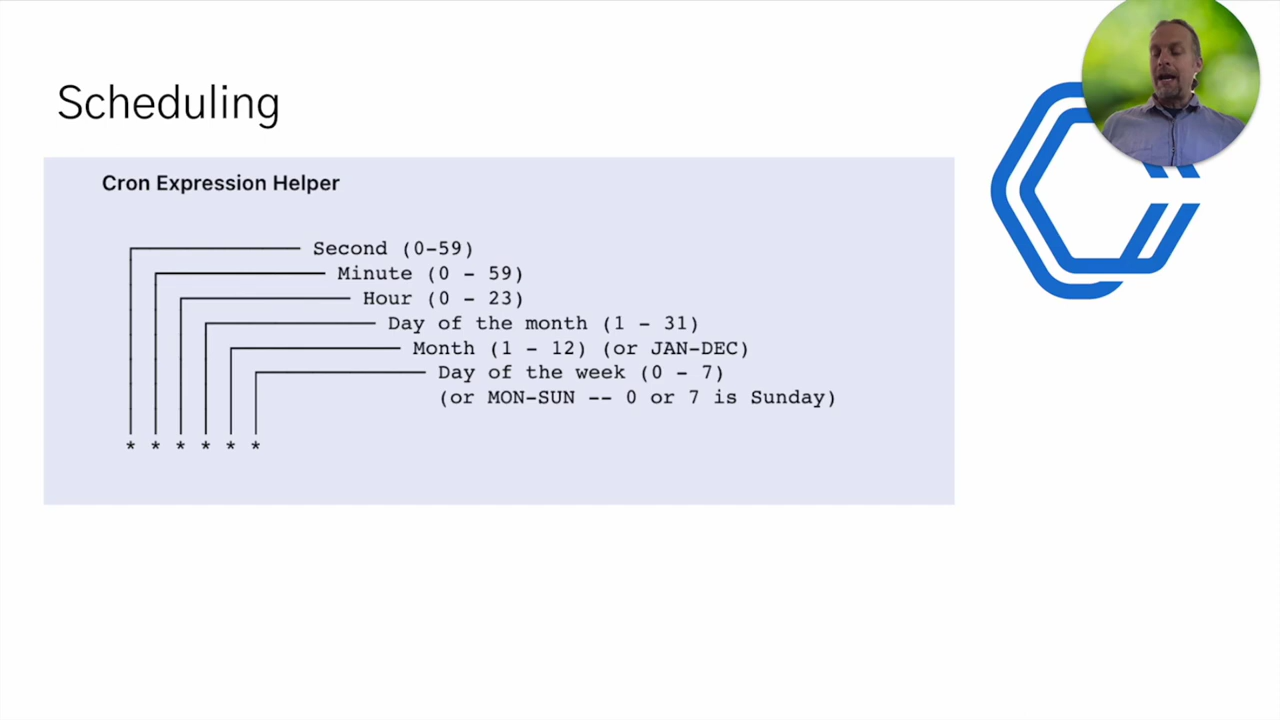 Scheduling
Cron Expression Helper
Second (0-59)
Minute (0 - 59)
Hour (0 - 23)
Day of the month (1 - 31)
Month (1 - 12) (or JAN-DEC)
Day of the week (0 - 7)
(or MON-SUN -- 0 or 7 is Sunday)
* * * * * *